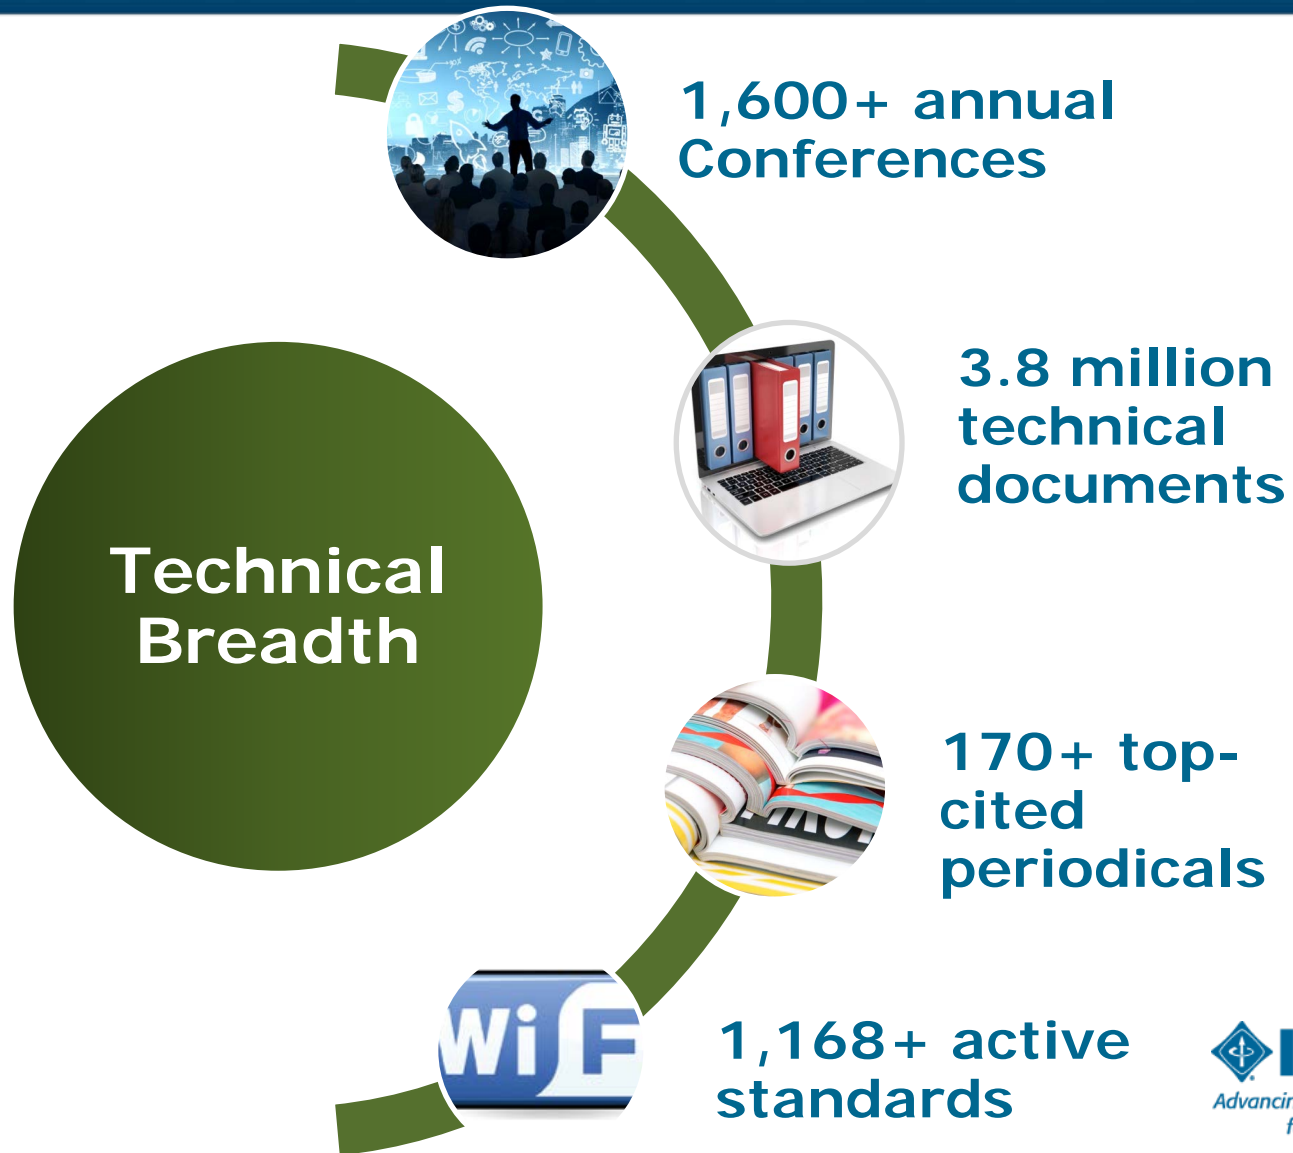 1,600+ annual
Conferences
3.8 million
technical
documents
Technical
Breadth
170+ top-
cited
periodicals
WiF
1,168+ active
standards